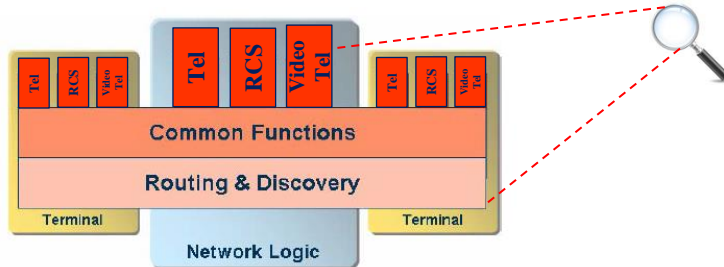 Tel
RCS
Video
Tel
Tel
RCS
Video
Tel
Tel
RCS
Video
Tel
Common Functions
Routing & Discovery
Terminal
Terminal
Network Logic